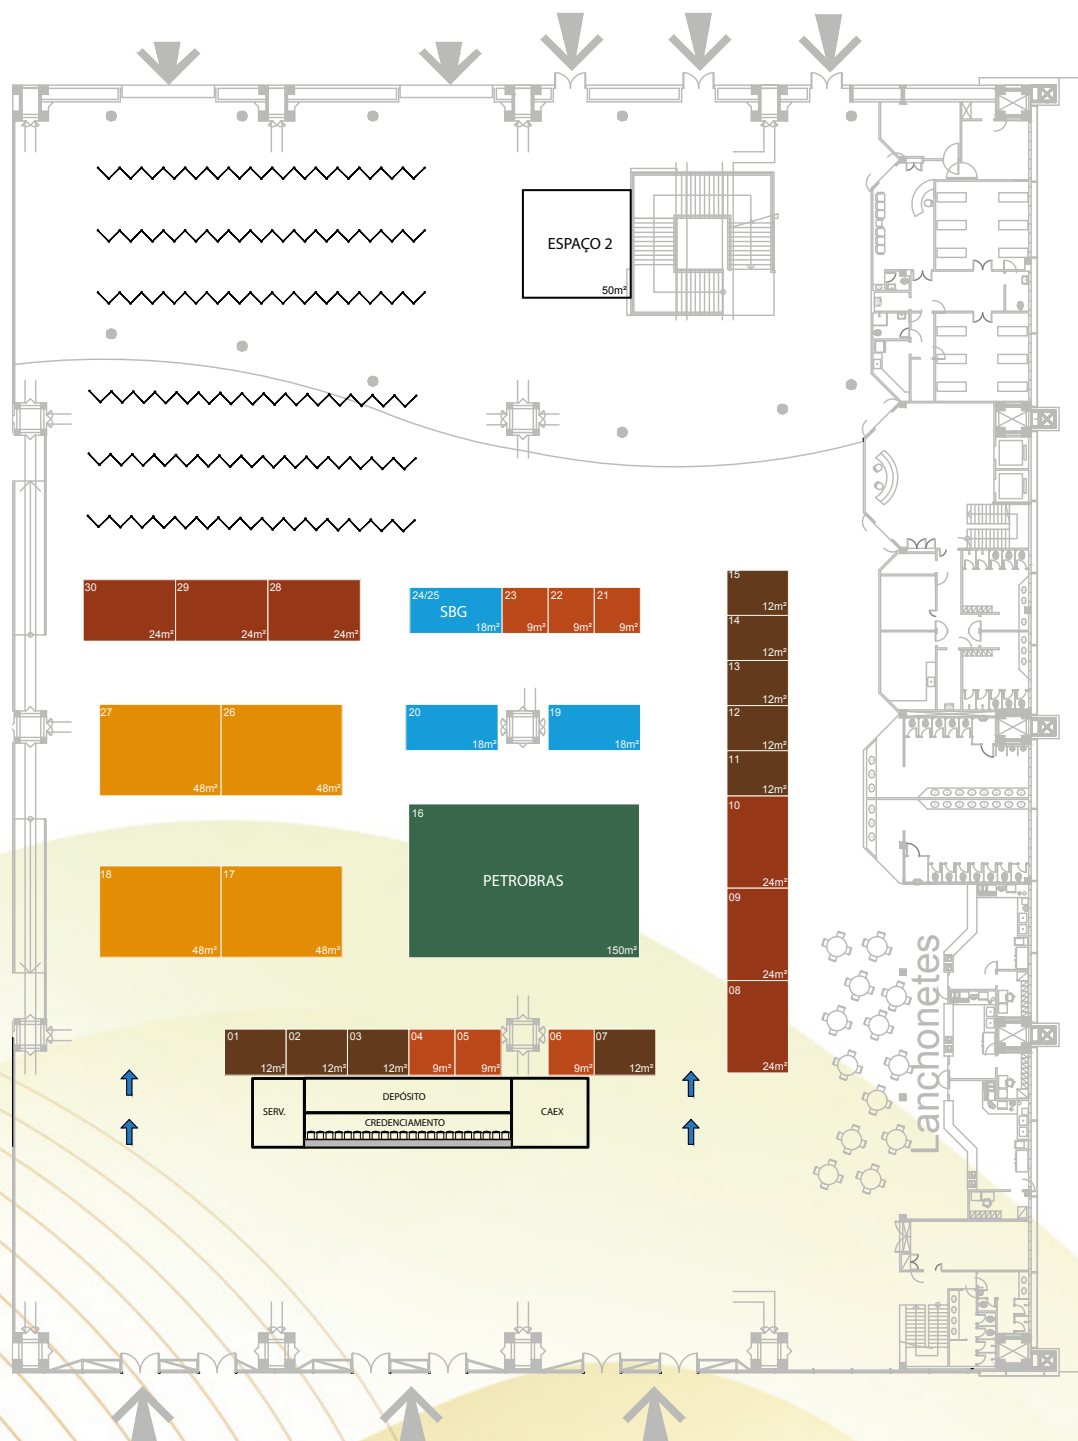 ESPAÇO 2
50m²
30
24m²
29
24m²
28
24m²
24/25
SBG
18m²
23
9m²
22
9m²
21
9m²
15
12m²
14
12m²
13
12m²
12
12m²
11
12m²
10
24m²
09
24m²
08
24m²
27
48m²
26
48m²
20
18m²
19
18m²
16
PETROBRAS
150m²
18
48m²
17
48m²
01
12m²
02
12m²
03
12m²
04
9m²
05
9m²
06
9m²
07
12m²
SERV.
DEPÓSITO
CREDENCIAMENTO
CAEX
Lanchonetes